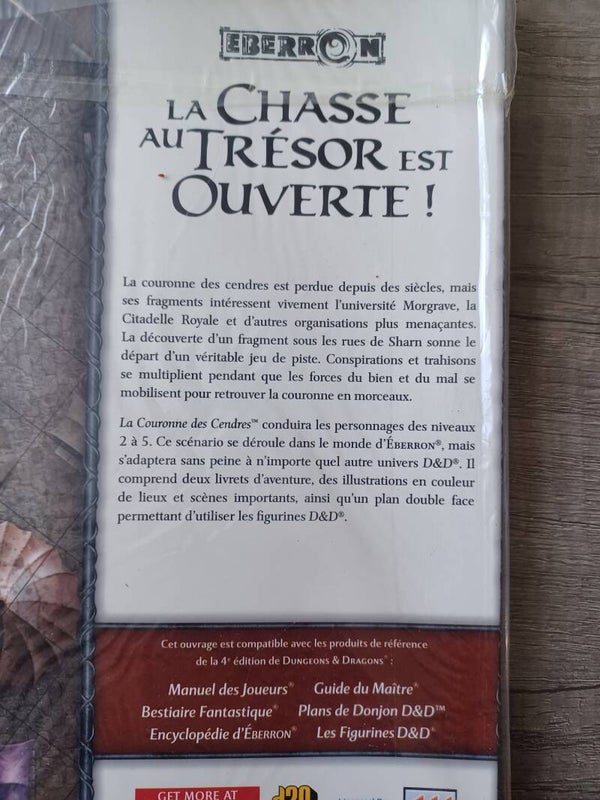 EBERRON
LA CHASSE
AU TRÉSOR EST
OUVERTE !
La couronne des cendres est perdue depuis des siècles, mais
ses fragments intéressent vivement l'université Morgrave, la
Citadelle Royale et d'autres organisations plus menaçantes.
La découverte d'un fragment sous les rues de Sharn sonne le
départ d'un véritable jeu de piste. Conspirations et trahisons
se multiplient pendant que les forces du bien et du mal se
mobilisent pour retrouver la couronne en morceaux.
La Couronne des Cendres™ conduira les personnages des niveaux
2 à 5. Ce scénario se déroule dans le monde d'EBERRON®, mais
s'adaptera sans peine à n'importe quel autre univers D&D®. Il
comprend deux livrets d'aventure, des illustrations en couleur
de lieux et scènes importants, ainsi qu'un plan double face
permettant d'utiliser les figurines D&D®.
Cet ouvrage est compatible avec les produits de référence
de la 4e édition de DUNGEONS & DRAGONS® :
Manuel des Joueurs® Guide du Maître®
Bestiaire Fantastique® Plans de Donjon D&D™
Encyclopédie d'EBERRON® Les Figurines D&D®
GET MORE AT d20